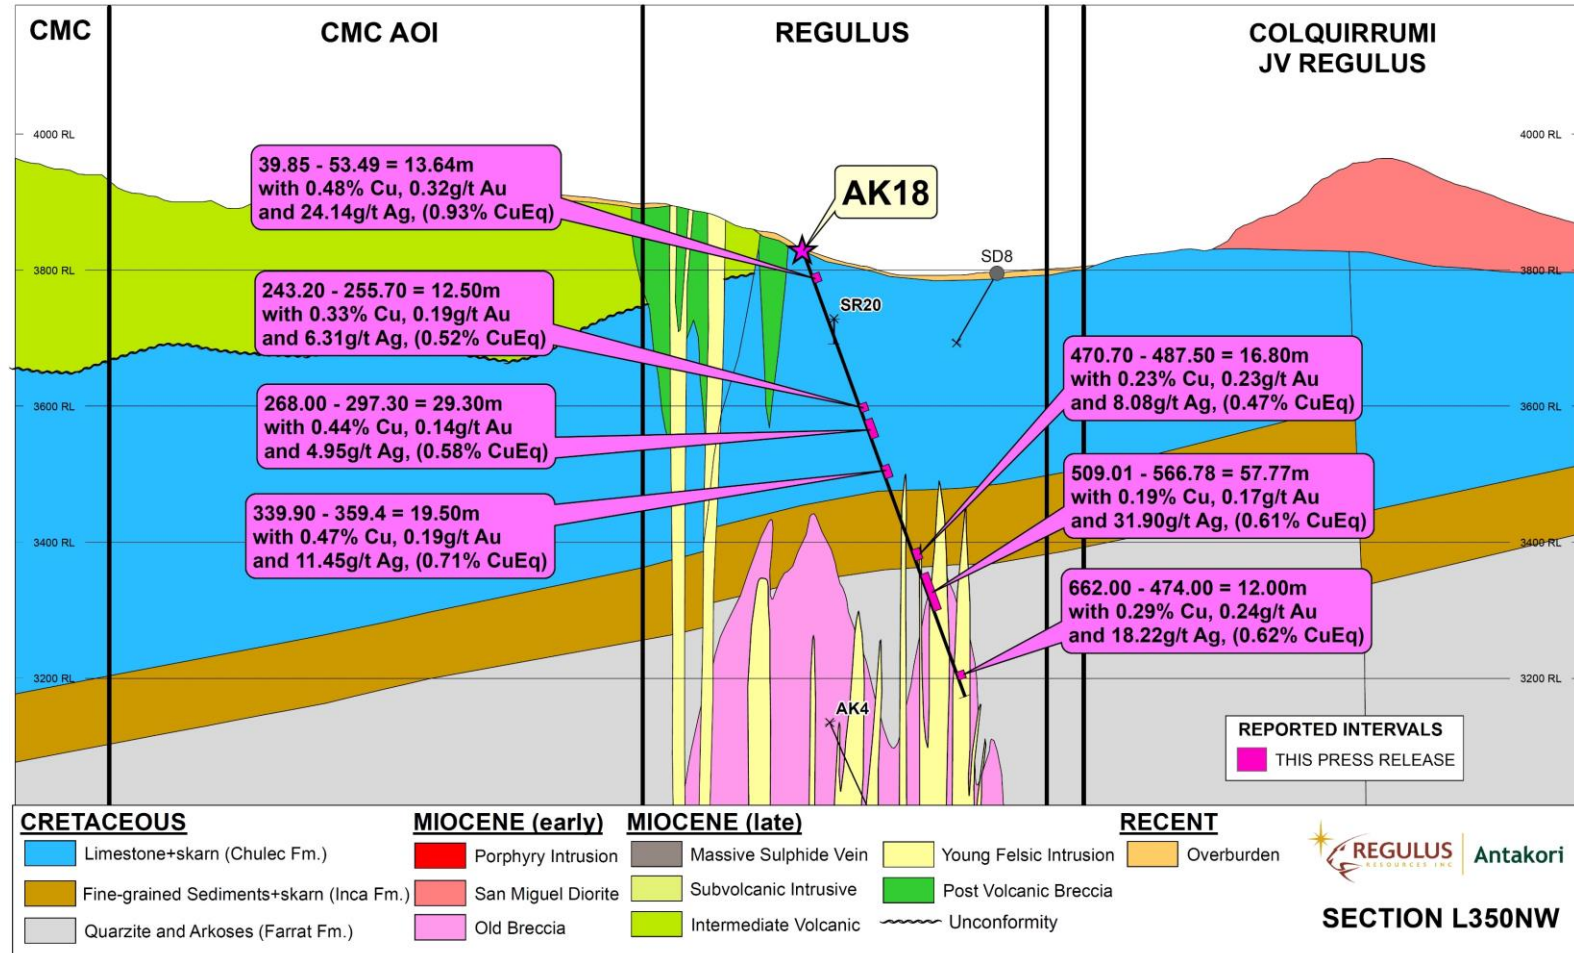 CMC
CMC AOI
REGULUS
COLQUIRRUMI
JV REGULUS
4000 RL
4000 RL
39.85 - 53.49 = 13.64m
with 0.48% Cu, 0.32g/t Au
and 24.14g/t Ag, (0.93% CuEq)
AK18
SD8
3800 RL
3800 RL
243.20 - 255.70 = 12.50m
with 0.33% Cu, 0.19g/t Au
and 6.31g/t Ag, (0.52% CuEq)
SR20
470.70 - 487.50 = 16.80m
with 0.23% Cu, 0.23g/t Au
and 8.08g/t Ag, (0.47% CuEq)
3600 RL
3600 RL
268.00 - 297.30 = 29.30m
with 0.44% Cu, 0.14g/t Au
and 4.95g/t Ag, (0.58% CuEq)
509.01 - 566.78 = 57.77m
with 0.19% Cu, 0.17g/t Au
and 31.90g/t Ag, (0.61% CuEq)
339.90 - 359.4 = 19.50m
with 0.47% Cu, 0.19g/t Au
and 11.45g/t Ag, (0.71% CuEq)
3400 RL
3400 RL
662.00 - 474.00 = 12.00m
with 0.29% Cu, 0.24g/t Au
and 18.22g/t Ag, (0.62% CuEq)
3200 RL
3200 RL
AK4
REPORTED INTERVALS
THIS PRESS RELEASE
CRETACEOUS
Limestone+skarn (Chulec Fm.)
Fine-grained Sediments+skarn (Inca Fm.)
Quarzite and Arkoses (Farrat Fm.)
MIOCENE (early)
Porphyry Intrusion
San Miguel Diorite
Old Breccia
MIOCENE (late)
Massive Sulphide Vein
Subvolcanic Intrusive
Intermediate Volcanic
Young Felsic Intrusion
Post Volcanic Breccia
Unconformity
RECENT
Overburden
REGULUS
RESOURCES INC
Antakori
SECTION L350NW